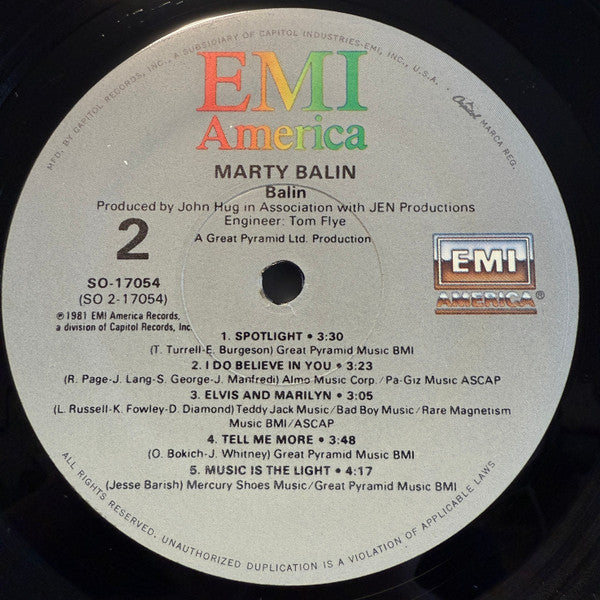 MFD. BY CAPITOL RECORDS, INC., A SUBSIDIARY OF CAPITOL INDUSTRIES-EMI, INC., U.S.A.
Capitol MARCA REG.
EMI
America
MARTY BALIN
Balin
Produced by John Hug in Association with JEN Productions
Engineer: Tom Flye
2
A Great Pyramid Ltd. Production
SO-17054
(SO 2-17054)
EMI
AMERICA®
℗ 1981 EMI America Records,
a division of Capitol Records, Inc.
1. SPOTLIGHT • 3:30
(T. Turrell-E. Burgeson) Great Pyramid Music BMI
2. I DO BELIEVE IN YOU • 3:23
(R. Page-J. Lang-S. George-J. Manfredi) Almo Music Corp./Pa-Giz Music ASCAP
3. ELVIS AND MARILYN • 3:05
(L. Russell-K. Fowley-D. Diamond) Teddy Jack Music/Bad Boy Music/Rare Magnetism
Music BMI/ASCAP
4. TELL ME MORE • 3:48
(O. Bokich-J. Whitney) Great Pyramid Music BMI
5. MUSIC IS THE LIGHT • 4:17
(Jesse Barish) Mercury Shoes Music/Great Pyramid Music BMI
ALL RIGHTS RESERVED. UNAUTHORIZED DUPLICATION IS A VIOLATION OF APPLICABLE LAWS